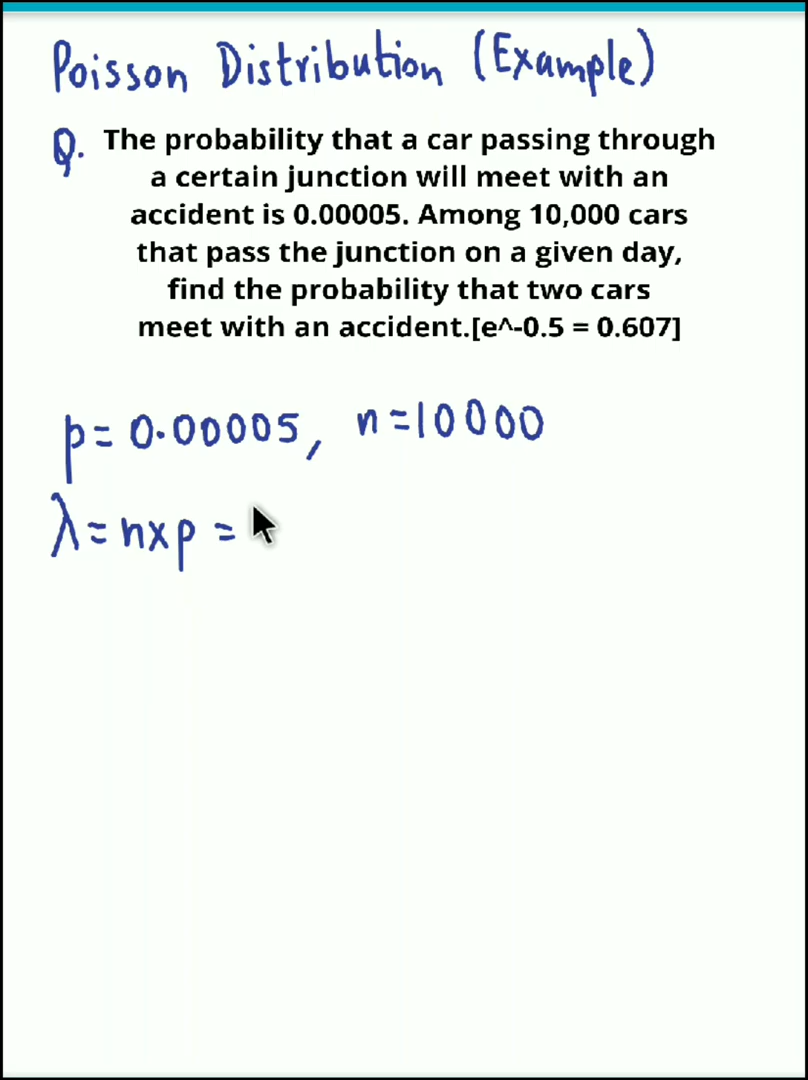 Poisson Distribution (Example)
Q. The probability that a car passing through
a certain junction will meet with an
accident is 0.00005. Among 10,000 cars
that pass the junction on a given day,
find the probability that two cars
meet with an accident.[e^-0.5 = 0.607]
p = 0.00005, n = 10000
λ = n x p =